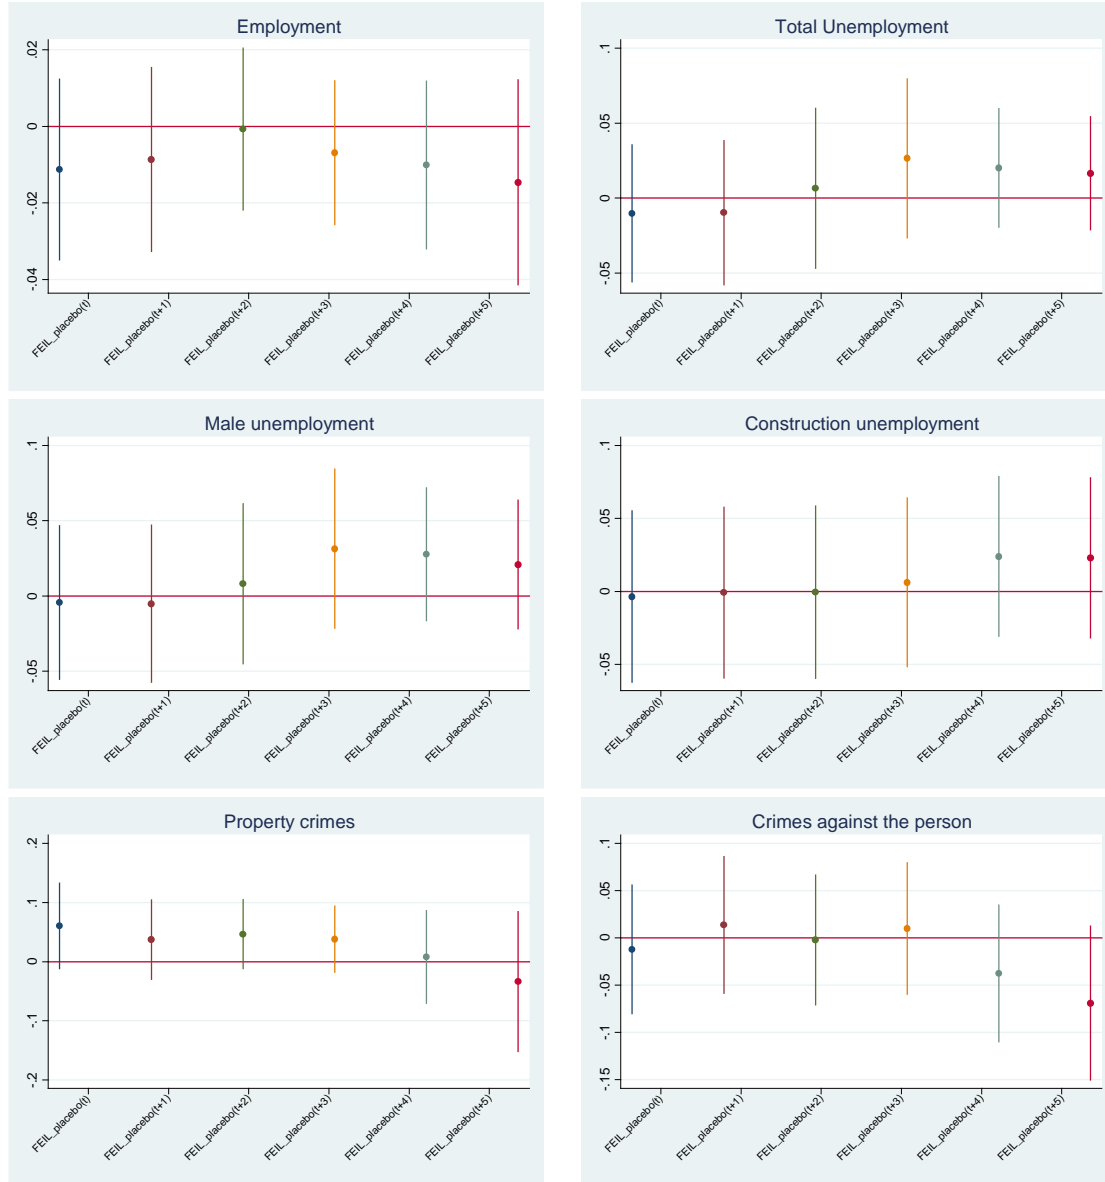 Employment
.02
0
-.02
-.04
FEIL_placebo(t)
FEIL_placebo(t+1)
FEIL_placebo(t+2)
FEIL_placebo(t+3)
FEIL_placebo(t+4)
FEIL_placebo(t+5)
Total Unemployment
.1
.05
0
-.05
FEIL_placebo(t)
FEIL_placebo(t+1)
FEIL_placebo(t+2)
FEIL_placebo(t+3)
FEIL_placebo(t+4)
FEIL_placebo(t+5)
Male unemployment
.1
.05
0
-.05
FEIL_placebo(t)
FEIL_placebo(t+1)
FEIL_placebo(t+2)
FEIL_placebo(t+3)
FEIL_placebo(t+4)
FEIL_placebo(t+5)
Construction unemployment
.1
.05
0
-.05
FEIL_placebo(t)
FEIL_placebo(t+1)
FEIL_placebo(t+2)
FEIL_placebo(t+3)
FEIL_placebo(t+4)
FEIL_placebo(t+5)
Property crimes
.2
.1
0
-.1
-.2
FEIL_placebo(t)
FEIL_placebo(t+1)
FEIL_placebo(t+2)
FEIL_placebo(t+3)
FEIL_placebo(t+4)
FEIL_placebo(t+5)
Crimes against the person
.1
.05
0
-.05
-.1
-.15
FEIL_placebo(t)
FEIL_placebo(t+1)
FEIL_placebo(t+2)
FEIL_placebo(t+3)
FEIL_placebo(t+4)
FEIL_placebo(t+5)